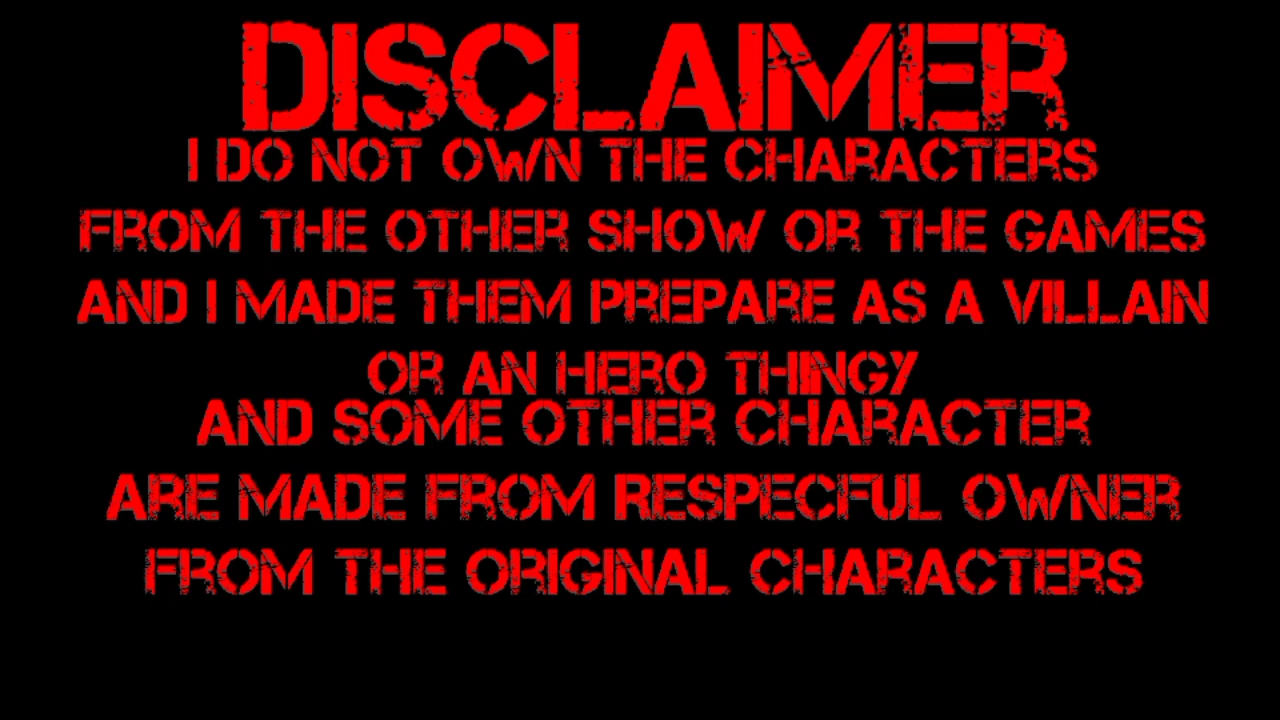 DISCLAIMER
I DO NOT OWN THE CHARACTERS
FROM THE OTHER SHOW OR THE GAMES
AND I MADE THEM PREPARE AS A VILLAIN
OR AN HERO THINGY
AND SOME OTHER CHARACTER
ARE MADE FROM RESPECFUL OWNER
FROM THE ORIGINAL CHARACTERS